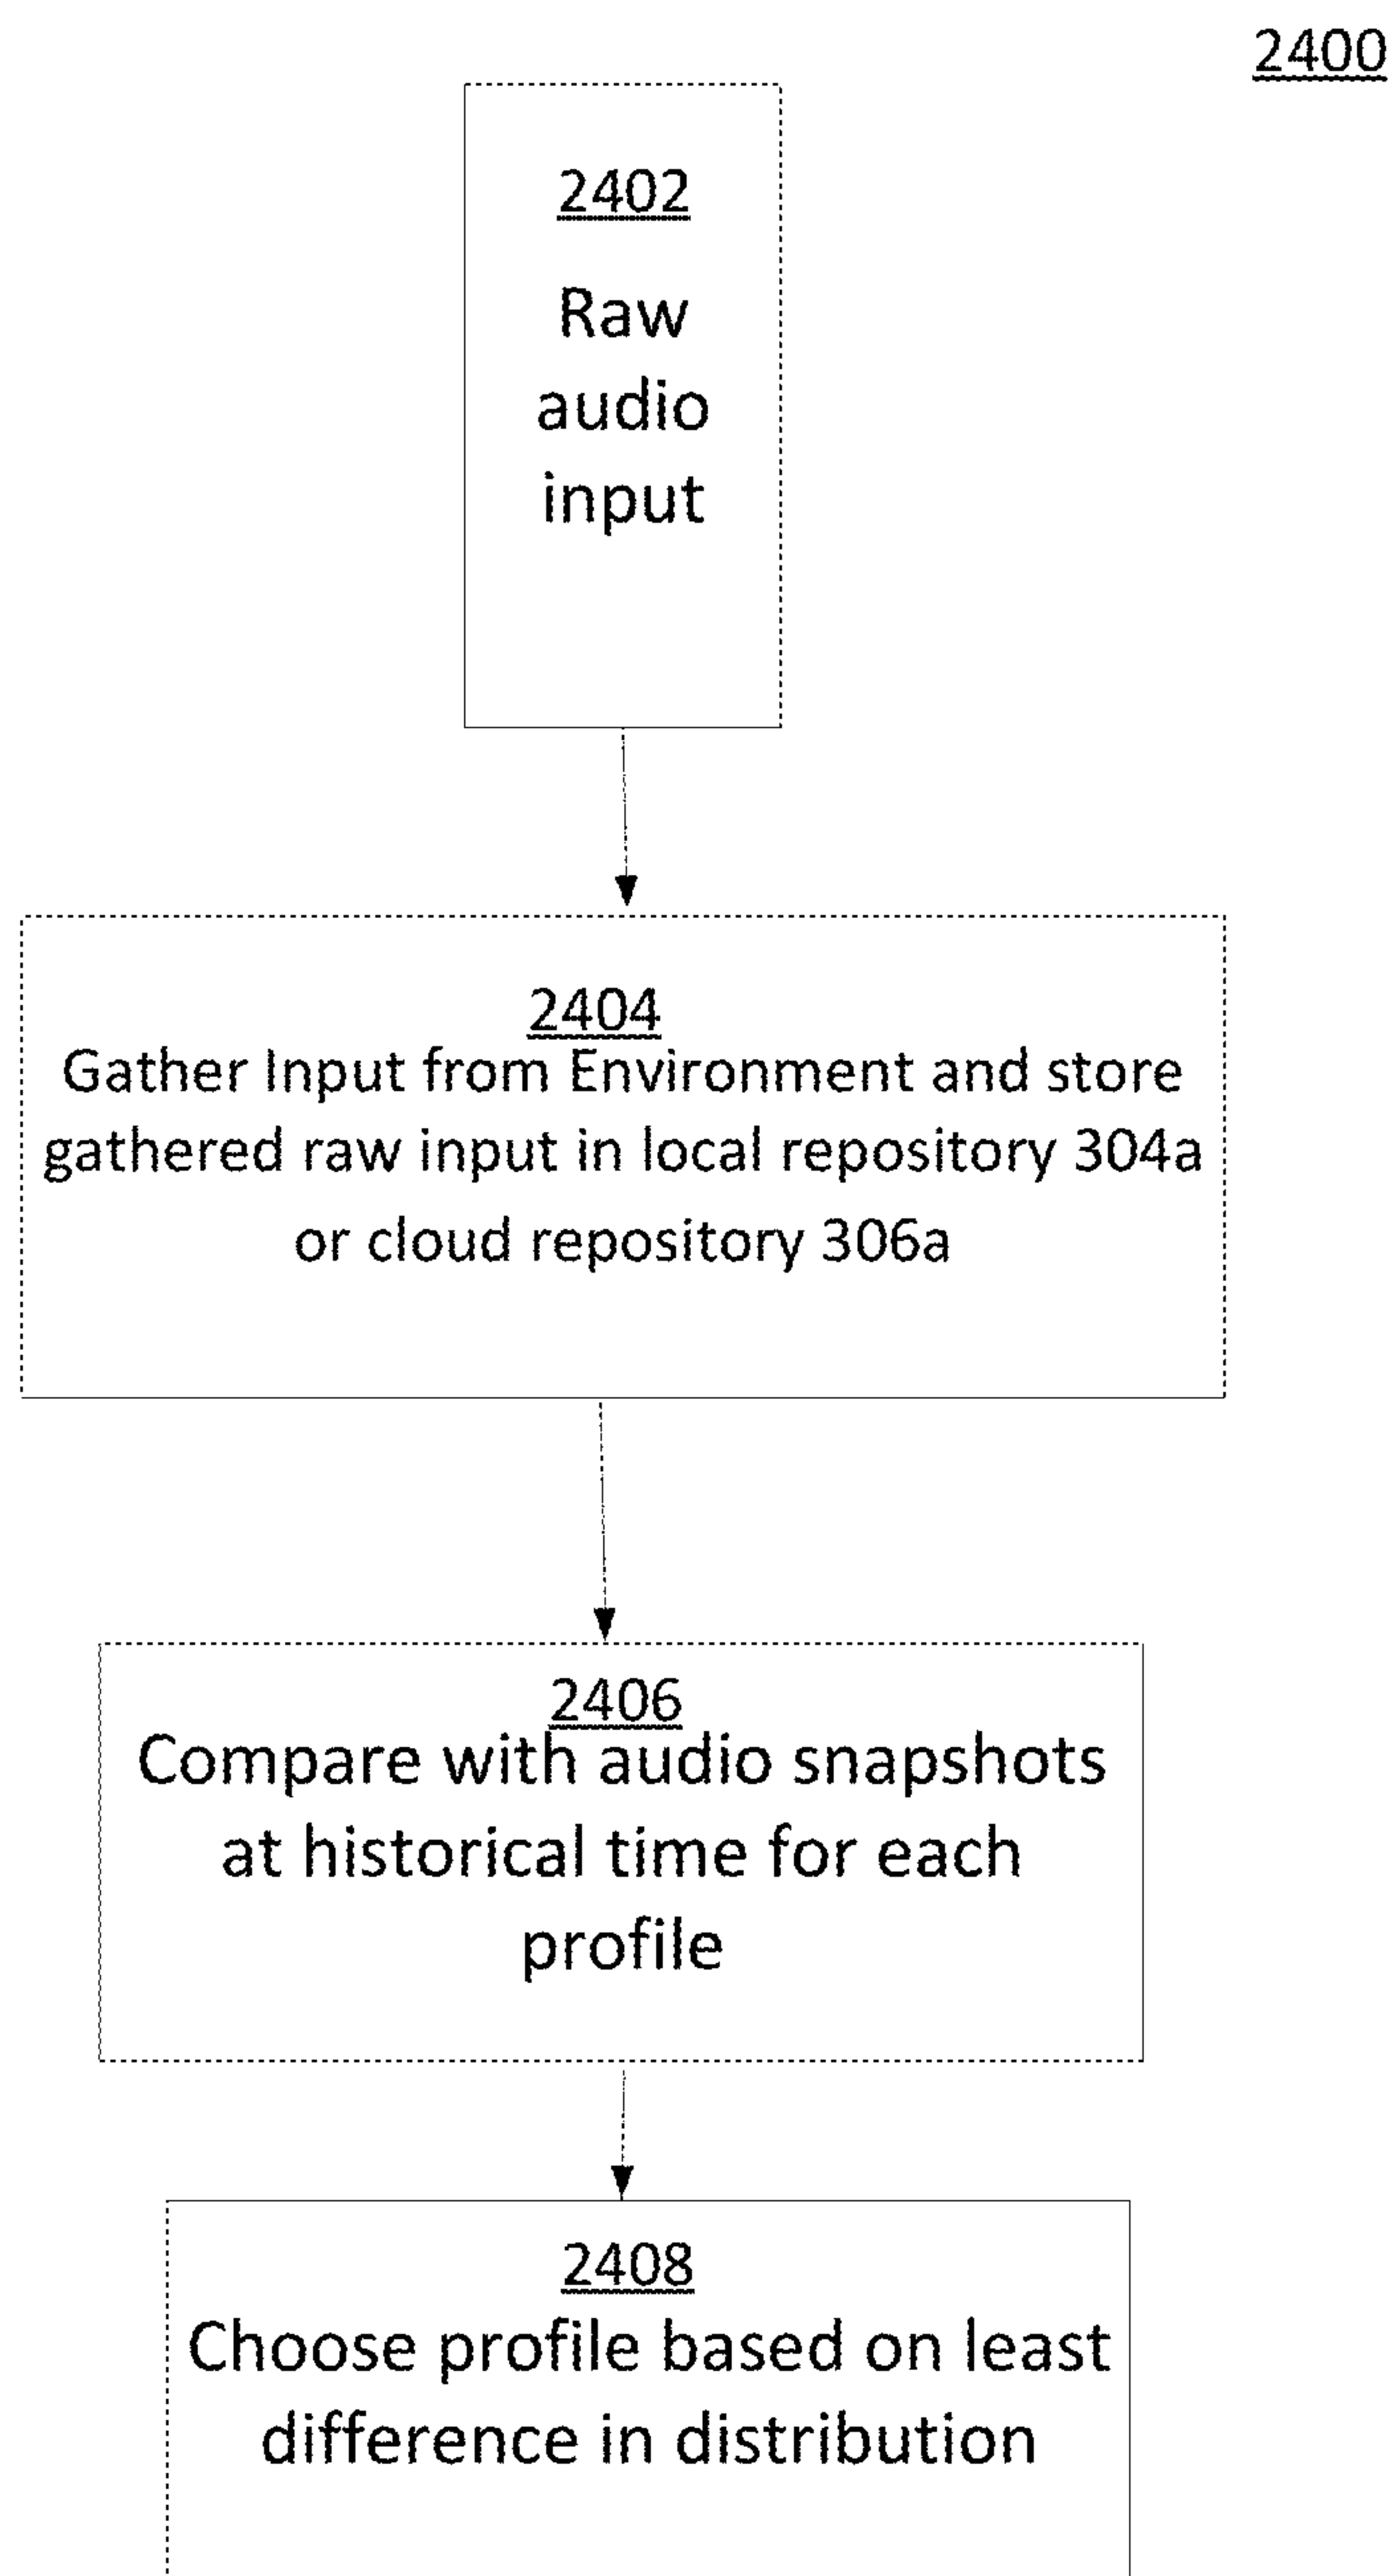 2400
2402
Raw
audio
input
2404
Gather Input from Environment and store
gathered raw input in local repository 304a
or cloud repository 306a
2406
Compare with audio snapshots
at historical time for each
profile
2408
Choose profile based on least
difference in distribution